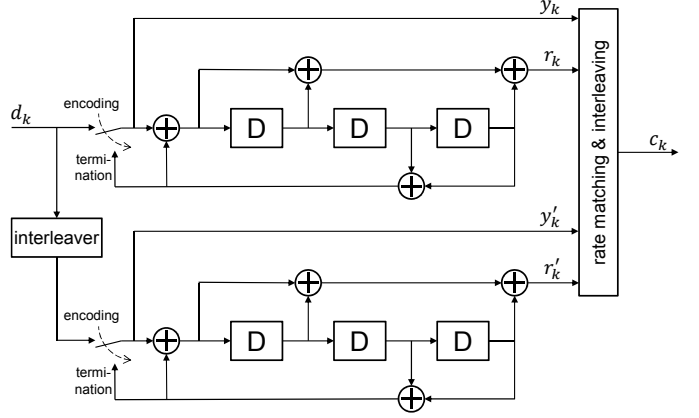 y_k
r_k
d_k
encoding
D
D
D
termi-
nation
c_k
rate matching & interleaving
interleaver
y'_k
r'_k
encoding
D
D
D
termi-
nation